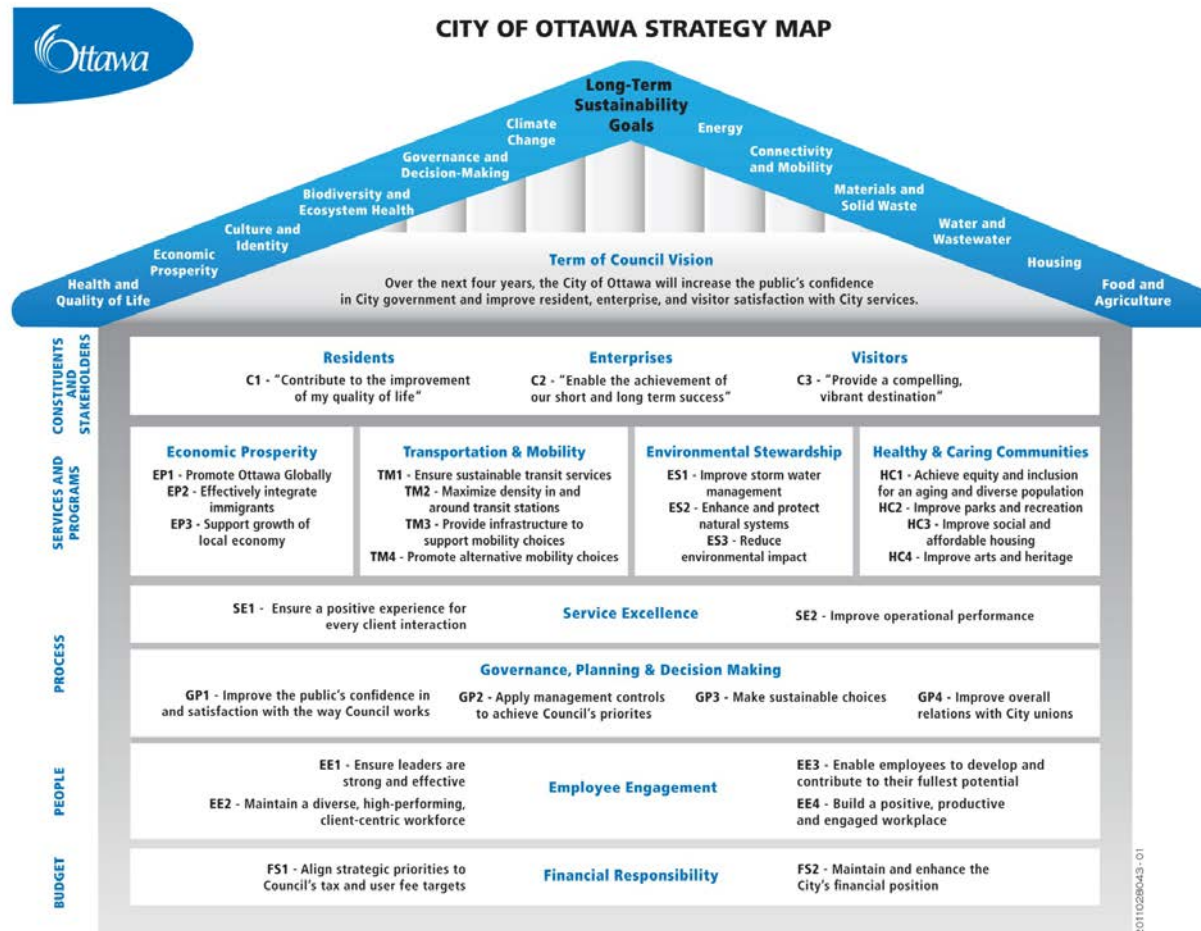 Ottawa
CITY OF OTTAWA STRATEGY MAP
Long-Term
Sustainability
Goals
Health and
Quality of Life
Economic
Prosperity
Culture and
Identity
Biodiversity and
Ecosystem Health
Governance and
Decision-Making
Climate
Change
Energy
Connectivity
and Mobility
Materials and
Solid Waste
Water and
Wastewater
Housing
Food and
Agriculture
Term of Council Vision
Over the next four years, the City of Ottawa will increase the public's confidence
in City government and improve resident, enterprise, and visitor satisfaction with City services.
CONSTITUENTS
AND
STAKEHOLDERS
Residents
C1 - "Contribute to the improvement
of my quality of life"
Enterprises
C2 - "Enable the achievement of
our short and long term success"
Visitors
C3 - "Provide a compelling,
vibrant destination"
SERVICES AND
PROGRAMS
Economic Prosperity
EP1 - Promote Ottawa Globally
EP2 - Effectively integrate
immigrants
EP3 - Support growth of
local economy
Transportation & Mobility
TM1 - Ensure sustainable transit services
TM2 - Maximize density in and
around transit stations
TM3 - Provide infrastructure to
support mobility choices
TM4 - Promote alternative mobility choices
Environmental Stewardship
ES1 - Improve storm water
management
ES2 - Enhance and protect
natural systems
ES3 - Reduce
environmental impact
Healthy & Caring Communities
HC1 - Achieve equity and inclusion
for an aging and diverse population
HC2 - Improve parks and recreation
HC3 - Improve social and
affordable housing
HC4 - Improve arts and heritage
PROCESS
SE1 - Ensure a positive experience for
every client interaction
Service Excellence
SE2 - Improve operational performance
Governance, Planning & Decision Making
GP1 - Improve the public's confidence in
and satisfaction with the way Council works
GP2 - Apply management controls
to achieve Council's priorites
GP3 - Make sustainable choices
GP4 - Improve overall
relations with City unions
PEOPLE
EE1 - Ensure leaders are
strong and effective
EE2 - Maintain a diverse, high-performing,
client-centric workforce
Employee Engagement
EE3 - Enable employees to develop and
contribute to their fullest potential
EE4 - Build a positive, productive
and engaged workplace
BUDGET
FS1 - Align strategic priorities to
Council's tax and user fee targets
Financial Responsibility
FS2 - Maintain and enhance the
City's financial position
2011028043 - 01